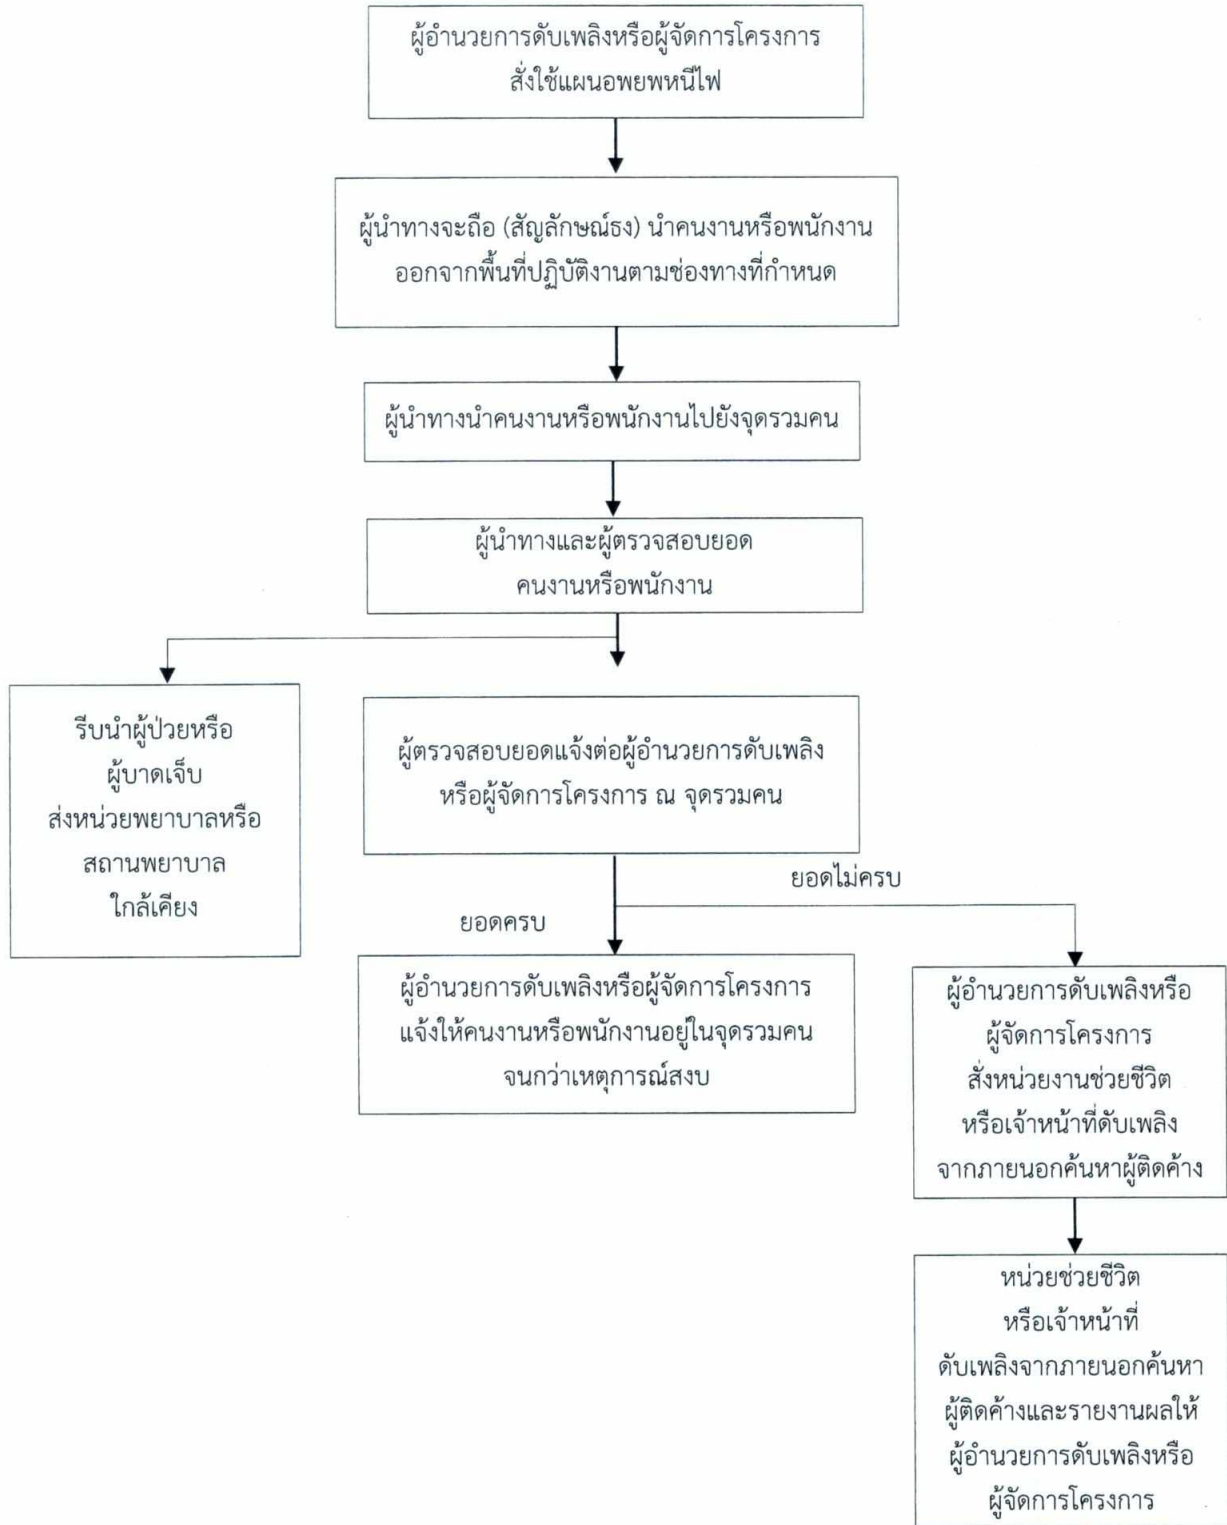 ผู้อำนวยการดับเพลิงหรือผู้จัดการโครงการ
สั่งใช้แผนอพยพหนีไฟ
ผู้นำทางจะถือ (สัญลักษณ์ธง) นำคนงานหรือพนักงาน
ออกจากพื้นที่ปฏิบัติงานตามช่องทางที่กำหนด
ผู้นำทางนำคนงานหรือพนักงานไปยังจุดรวมคน
ผู้นำทางและผู้ตรวจสอบยอด
คนงานหรือพนักงาน
รีบนำผู้ป่วยหรือ
ผู้บาดเจ็บ
ส่งหน่วยพยาบาลหรือ
สถานพยาบาล
ใกล้เคียง
ผู้ตรวจสอบยอดแจ้งต่อผู้อำนวยการดับเพลิง
หรือผู้จัดการโครงการ ณ จุดรวมคน
ยอดไม่ครบ
ยอดครบ
ผู้อำนวยการดับเพลิงหรือผู้จัดการโครงการ
แจ้งให้คนงานหรือพนักงานอยู่ในจุดรวมคน
จนกว่าเหตุการณ์สงบ
ผู้อำนวยการดับเพลิงหรือ
ผู้จัดการโครงการ
สั่งหน่วยงานช่วยชีวิต
หรือเจ้าหน้าที่ดับเพลิง
จากภายนอกค้นหาผู้ติดค้าง
หน่วยช่วยชีวิต
หรือเจ้าหน้าที่
ดับเพลิงจากภายนอกค้นหา
ผู้ติดค้างและรายงานผลให้
ผู้อำนวยการดับเพลิงหรือ
ผู้จัดการโครงการ